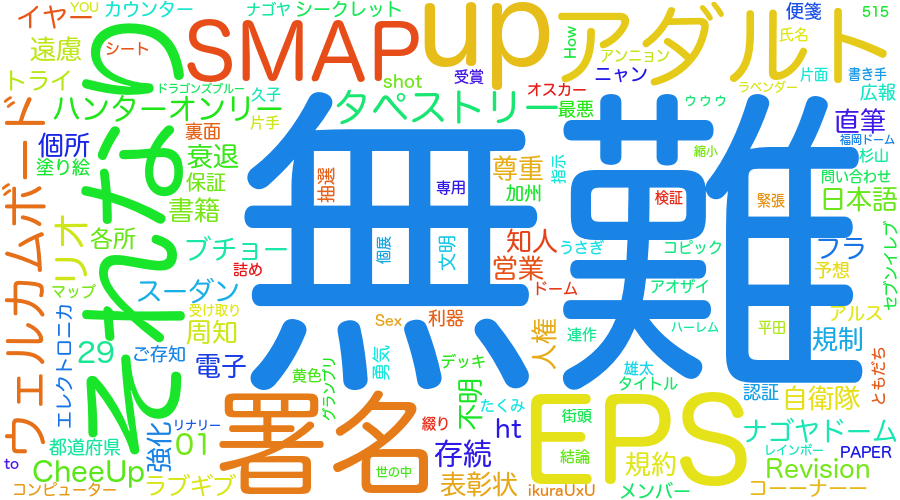 イヤー
YOU
カウンター
ナゴヤ
シークレット
SMAP
up
アダルト
How
便箋
515
氏名
遠慮
シート
トライ
ドラゴンズブルー
shot
受賞
アンニョン
ニャン
片面
書き手
ハンターオンリー
久子
片手
タペストリー
オスカー
最悪
ラベンダー
ゥゥゥ
広報
それなり
個所
裏面
直筆
福岡ドーム
塗り絵
衰退
無難
尊重
指示
縮小
杉山
保証
抽選
専用
加州
検証
緊張
問い合わせ
日本語
書籍
ウェルカムボード
リオ
各所
ブチョー
個展
文明
知人
うさぎ
コピック
フラ
セブンイレブ
詰め
営業
予想
マップ
スーダン
ドーム
アオザイ
エレクトロニカ
受け取り
周知
Sex
利器
人権
連作
ハーレム
平田
アルス
規制
29
ご存知
電子
勇気
デッキ
黄色
グランプリ
不明
雄太
タイトル
認証
自衛隊
ともだち
たくみ
リナリー
署名
綴り
EPS
街頭
強化
01
ht
ナゴヤドーム
都道府県
存続
結論
規約
レインボー
PAPER
to
CheeUp
世の中
Revision
コンピューター
ラブギブ
表彰状
ikuraUxU
メンバー
コーナーー